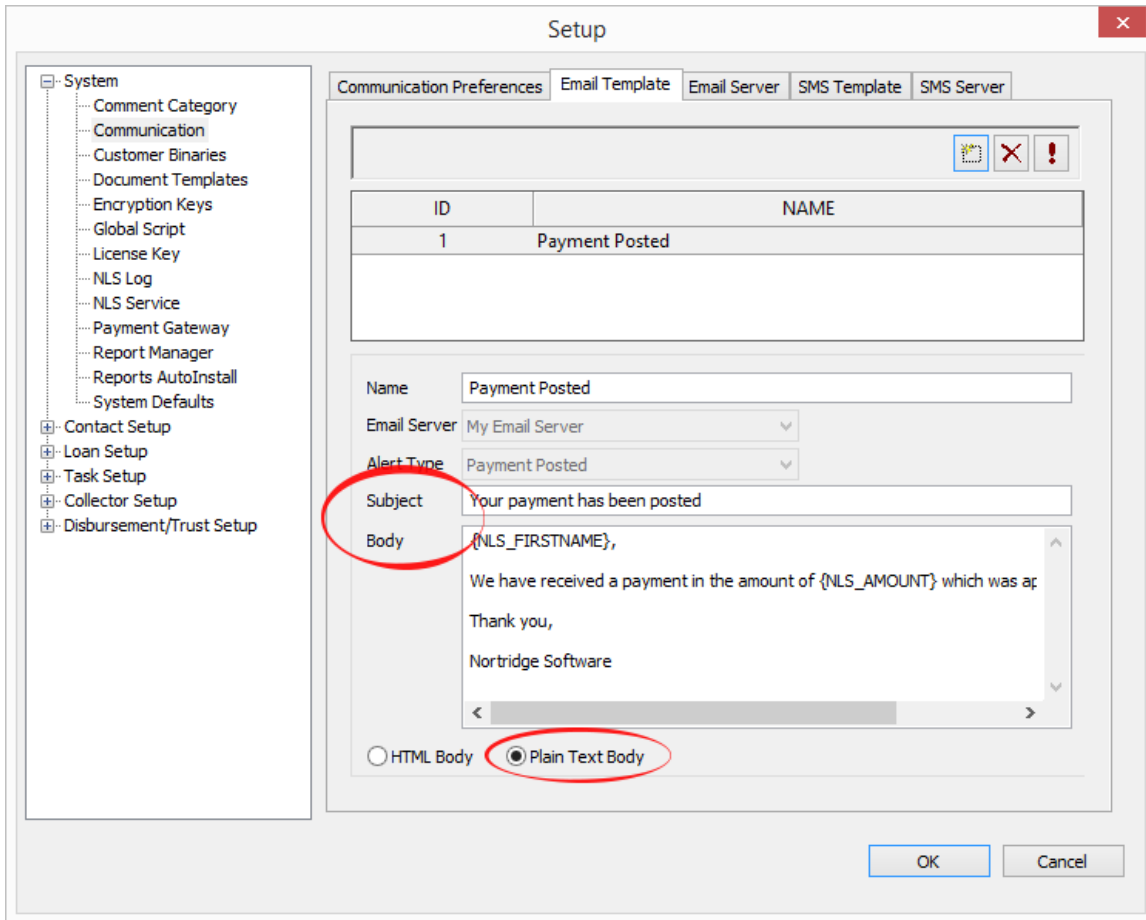 Setup
System
Comment Category
Communication
Customer Binaries
Document Templates
Encryption Keys
Global Script
License Key
NLS Log
NLS Service
Payment Gateway
Report Manager
Reports AutoInstall
System Defaults
Contact Setup
Loan Setup
Task Setup
Collector Setup
Disbursement/Trust Setup
Communication Preferences Email Template Email Server SMS Template SMS Server
ID NAME
1 Payment Posted
Name Payment Posted
Email Server My Email Server
Alert Type Payment Posted
Subject Your payment has been posted
Body {NLS_FIRSTNAME},
We have received a payment in the amount of {NLS_AMOUNT} which was ap
Thank you,
Nortridge Software
HTML Body Plain Text Body
OK Cancel